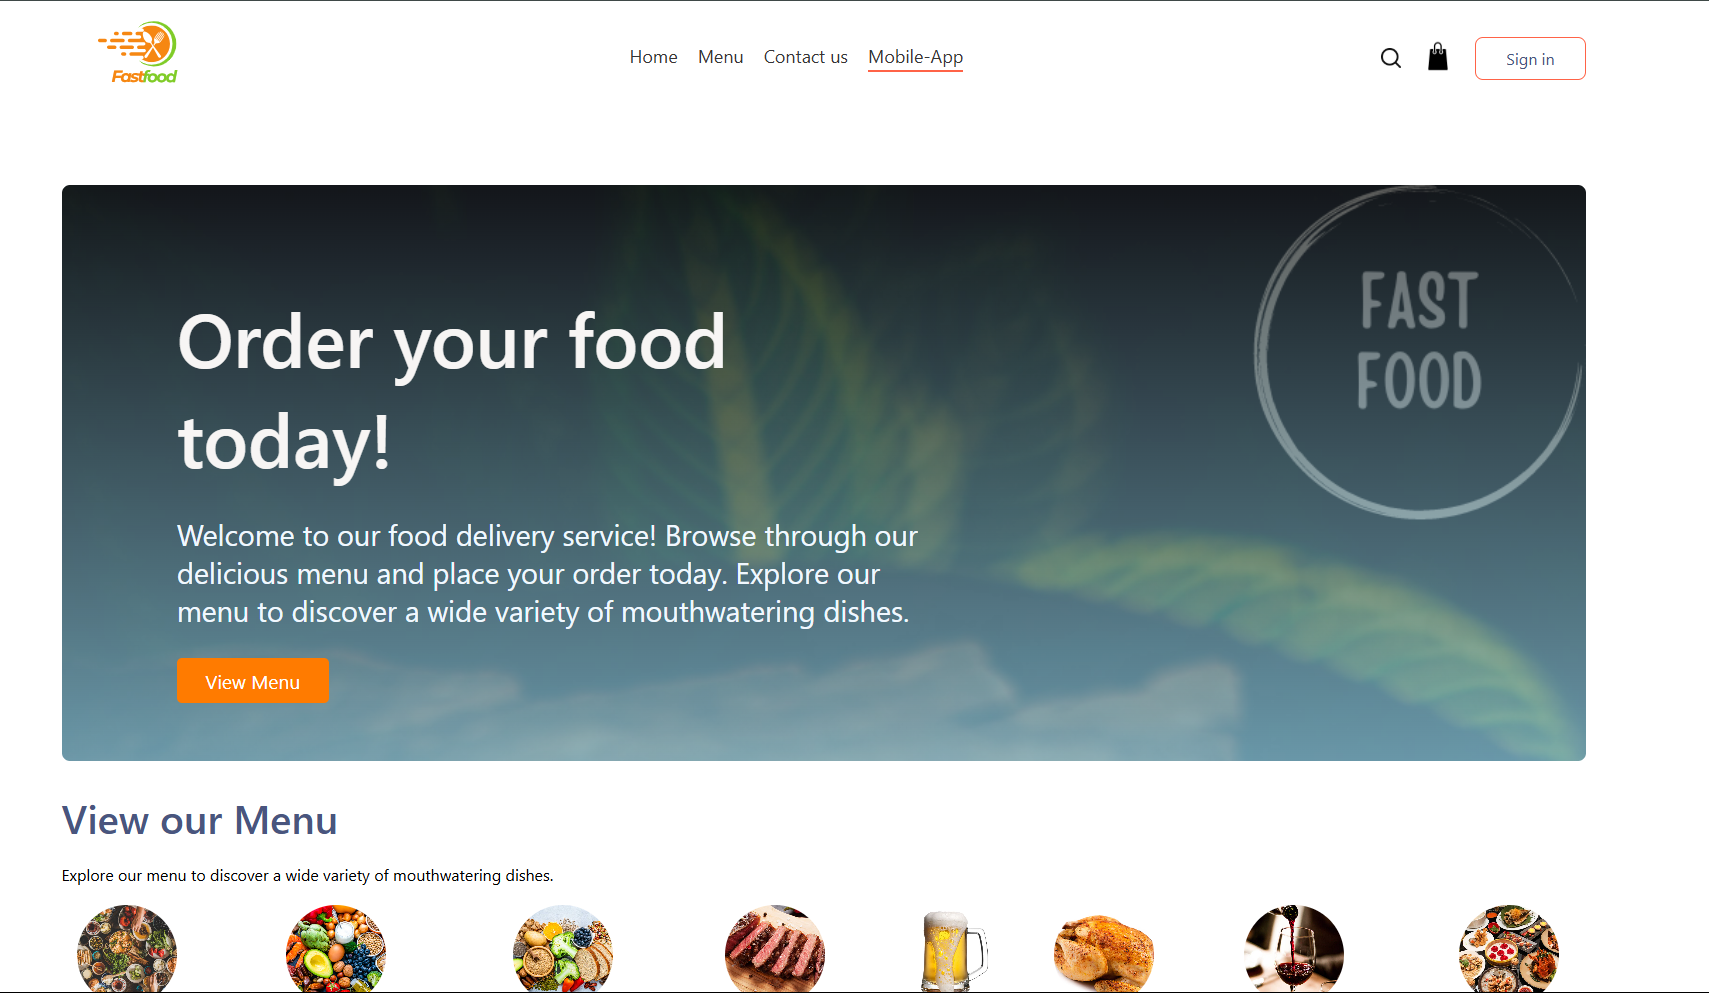 Fastfood
Home Menu Contact us Mobile-App
Sign in
FAST
FOOD
Order your food
today!
Welcome to our food delivery service! Browse through our
delicious menu and place your order today. Explore our
menu to discover a wide variety of mouthwatering dishes.
View Menu
View our Menu
Explore our menu to discover a wide variety of mouthwatering dishes.